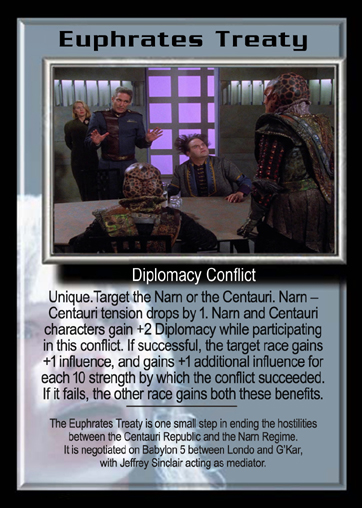 Euphrates Treaty
Diplomacy Conflict
Unique.Target the Narn or the Centauri. Narn –
Centauri tension drops by 1. Narn and Centauri
characters gain +2 Diplomacy while participating
in this conflict. If successful, the target race gains
+1 influence, and gains +1 additional influence for
each 10 strength by which the conflict succeeded.
If it fails, the other race gains both these benefits.
The Euphrates Treaty is one small step in ending the hostilities
between the Centauri Republic and the Narn Regime.
It is negotiated on Babylon 5 between Londo and G'Kar,
with Jeffrey Sinclair acting as mediator.